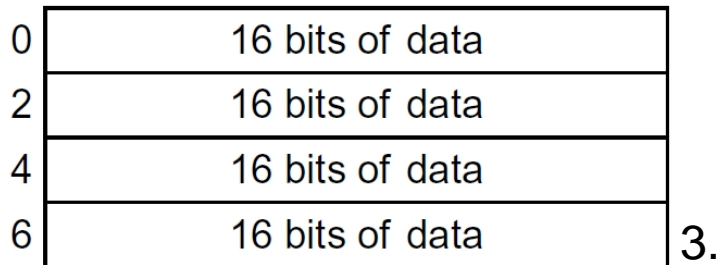 0 16 bits of data
2 16 bits of data
4 16 bits of data
6 16 bits of data 3.